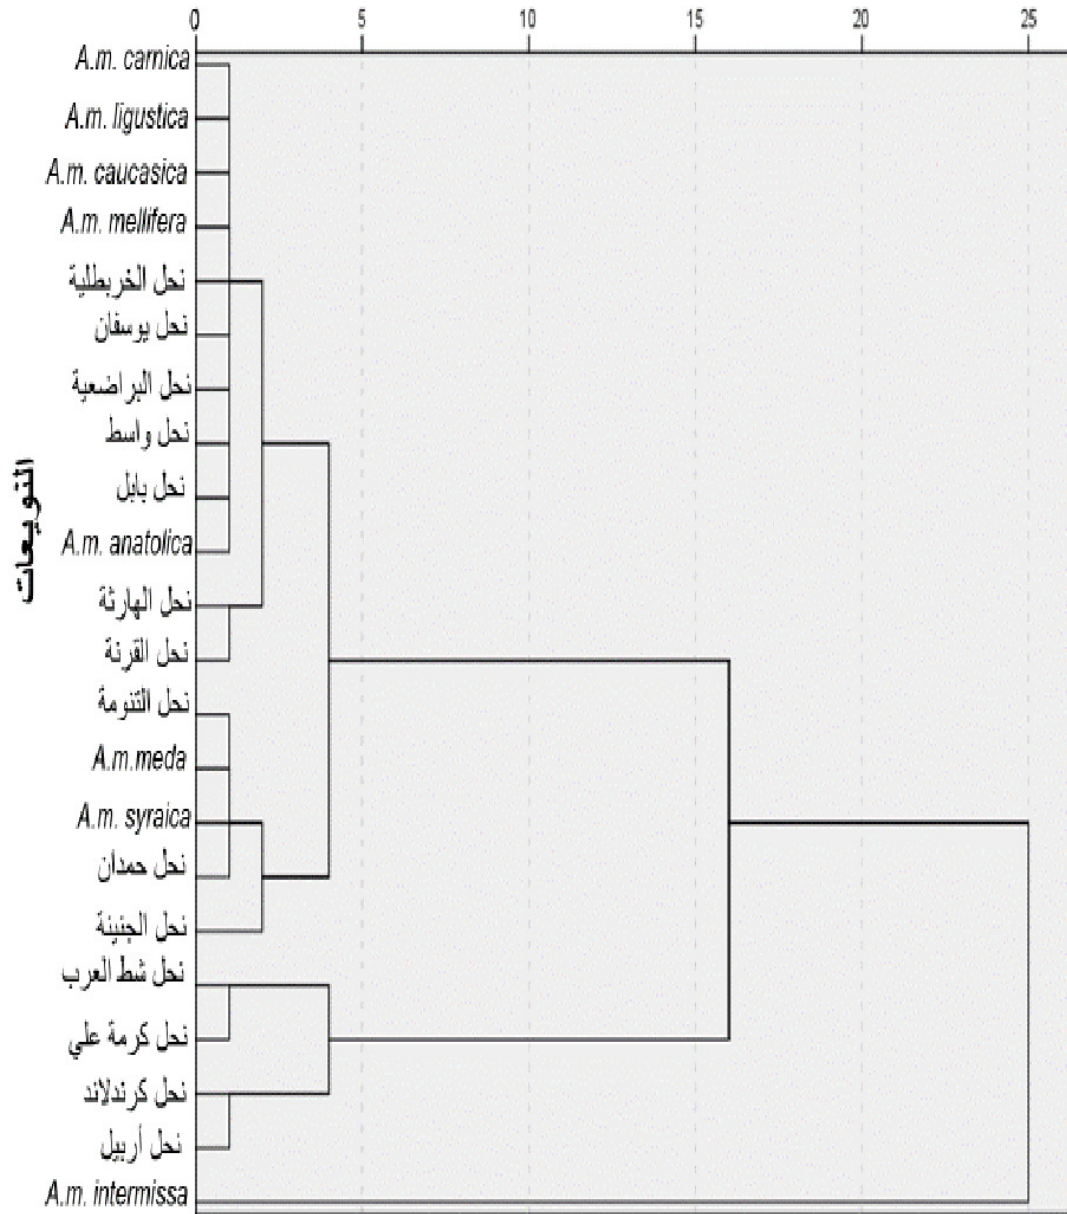 0 5 10 15 20 25
A.m. carnica
A.m. ligustica
A.m. caucasica
A.m. mellifera
نحل الخربطلية
نحل يوسفان
نحل البراضعية
نحل واسط
نحل بابل
A.m. anatolica
نحل الهارثة
نحل القرنة
نحل التنومة
A.m.meda
A.m. syraica
نحل حمدان
نحل الجنينة
نحل شط العرب
نحل كرمة علي
نحل كرندلاند
نحل أربيل
A.m. intermissa
التويعات